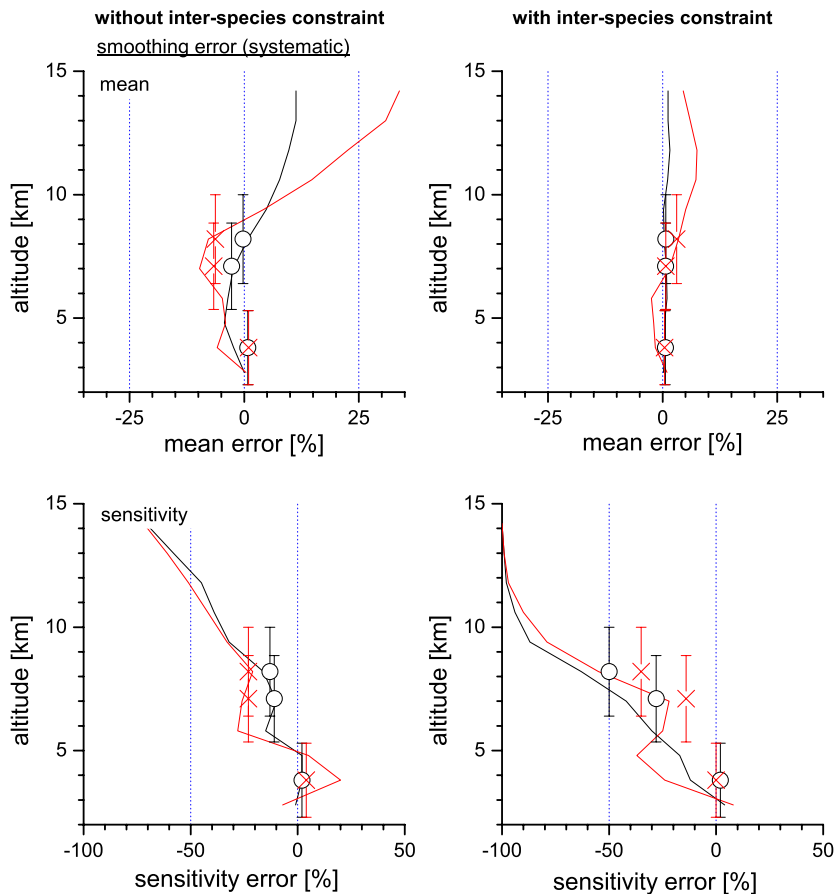 without inter-species constraint
with inter-species constraint
smoothing error (systematic)
mean
15
10
5
altitude [km]
-25
0
25
mean error [%]
15
10
5
altitude [km]
-25
0
25
mean error [%]
sensitivity
15
10
5
0
altitude [km]
-100
-50
0
50
sensitivity error [%]
15
10
5
0
altitude [km]
-100
-50
0
50
sensitivity error [%]